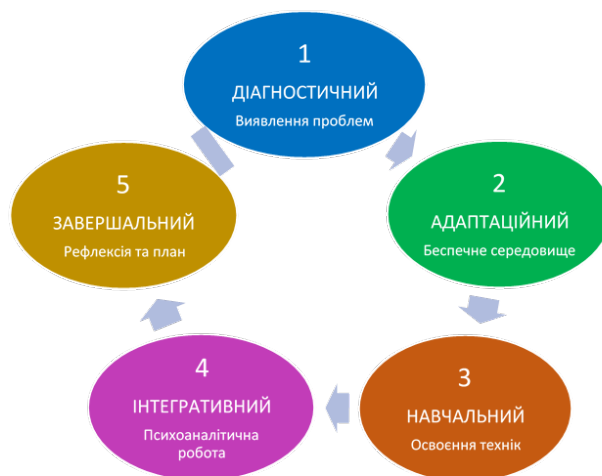 1
ДІАГНОСТИЧНИЙ
Виявлення проблем
2
АДАПТАЦІЙНИЙ
Беспечне середовище
3
НАВЧАЛЬНИЙ
Освоєння технік
4
ІНТЕГРАТИВНИЙ
Психоаналітична
робота
5
ЗАВЕРШАЛЬНИЙ
Рефлексія та план